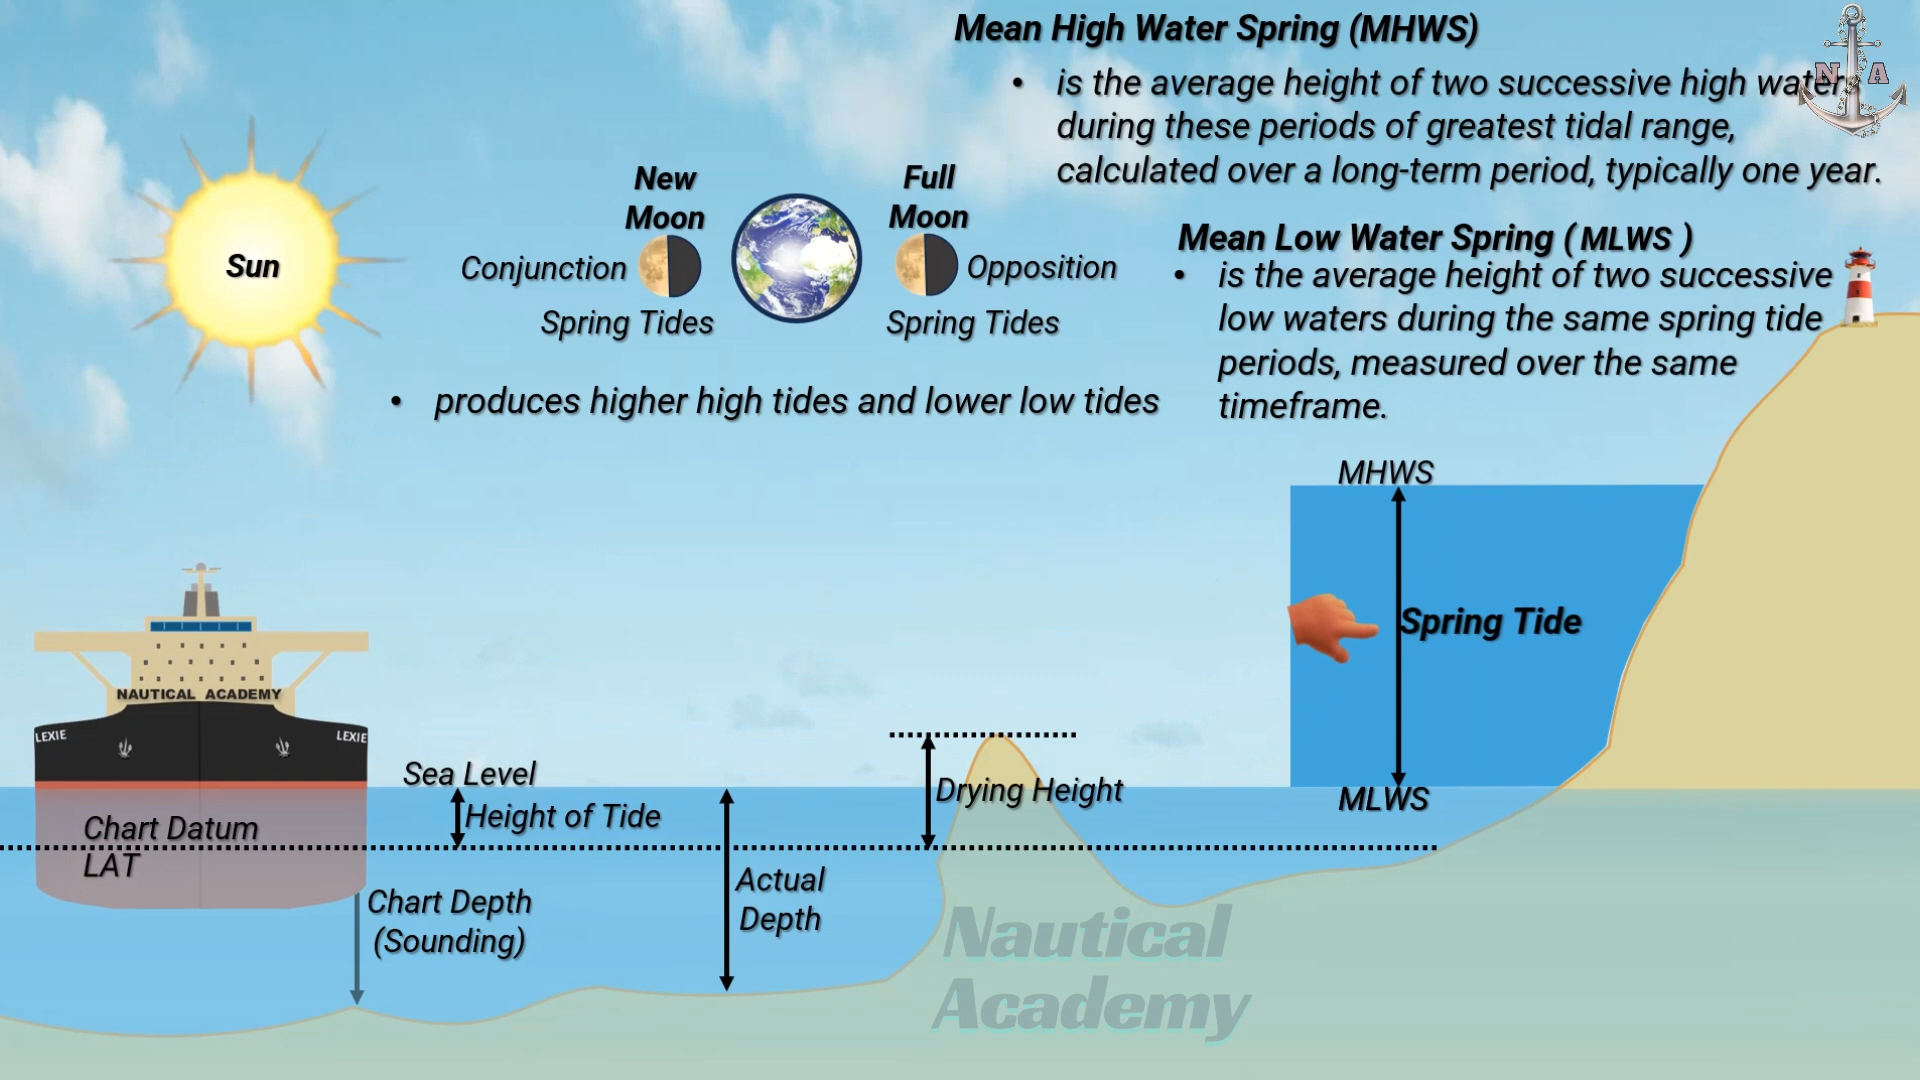 Mean High Water Spring (MHWS)
• is the average height of two successive high waters
during these periods of greatest tidal range,
calculated over a long-term period, typically one year.
N A
New
Moon
Full
Moon
Sun
Conjunction
Opposition
Spring Tides
Spring Tides
• produces higher high tides and lower low tides
Mean Low Water Spring ( MLWS )
• is the average height of two successive
low waters during the same spring tide
periods, measured over the same
timeframe.
MHWS
Spring Tide
MLWS
NAUTICAL ACADEMY
LEXIE
LEXIE
Sea Level
Height of Tide
Drying Height
Chart Datum
LAT
Chart Depth
(Sounding)
Actual
Depth
Nautical
Academy